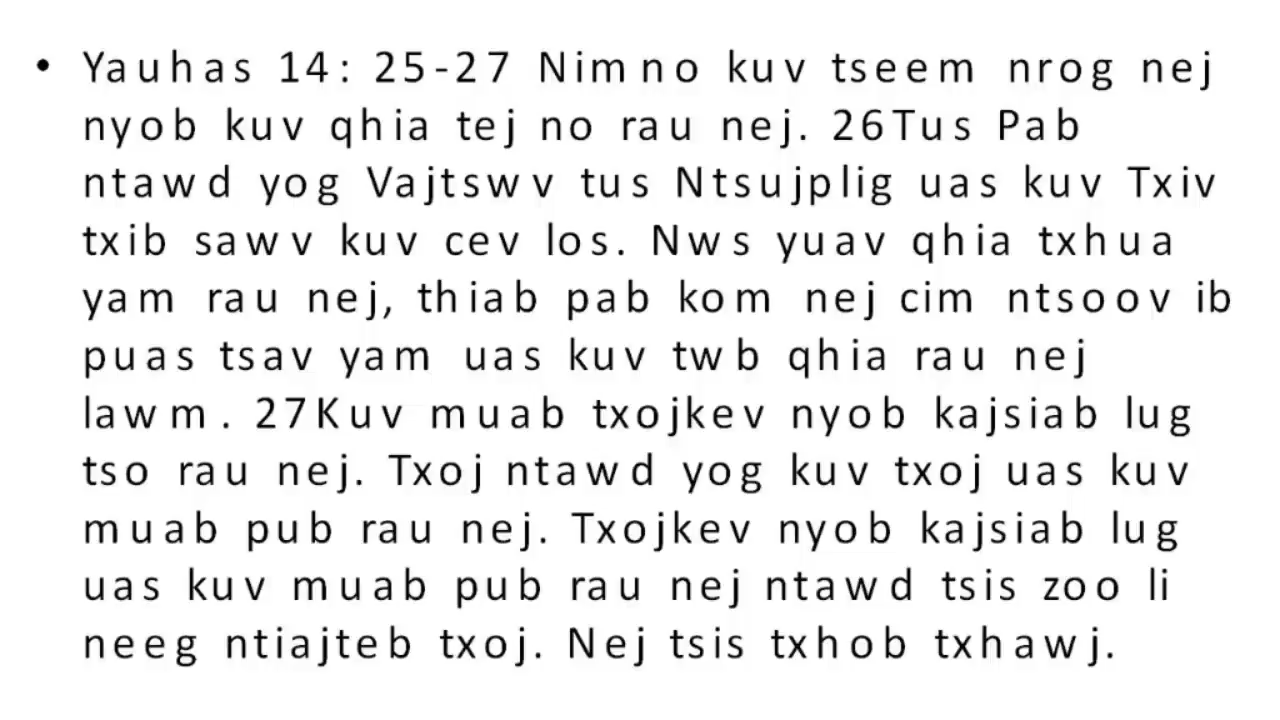 • Yauhas 14: 25-27 Nim no kuv tseem nrog nej
nyob kuv qhia tej no rau nej. 26Tus Pab
ntawd yog Vajtswv tus Ntsujplig uas kuv Txiv
txib sawv kuv cev los. Nws yuav qhia txhua
yam rau nej, thiab pab kom nej cim ntsoov ib
puas tsav yam uas kuv twb qhia rau nej
lawm. 27Kuv muab txojkev nyob kajsiab lug
tso rau nej. Txoj ntawd yog kuv txoj uas kuv
muab pub rau nej. Txojkev nyob kajsiab lug
uas kuv muab pub rau nej ntawd tsis zoo li
neeg ntiajteb txoj. Nej tsis txhob txhawj.